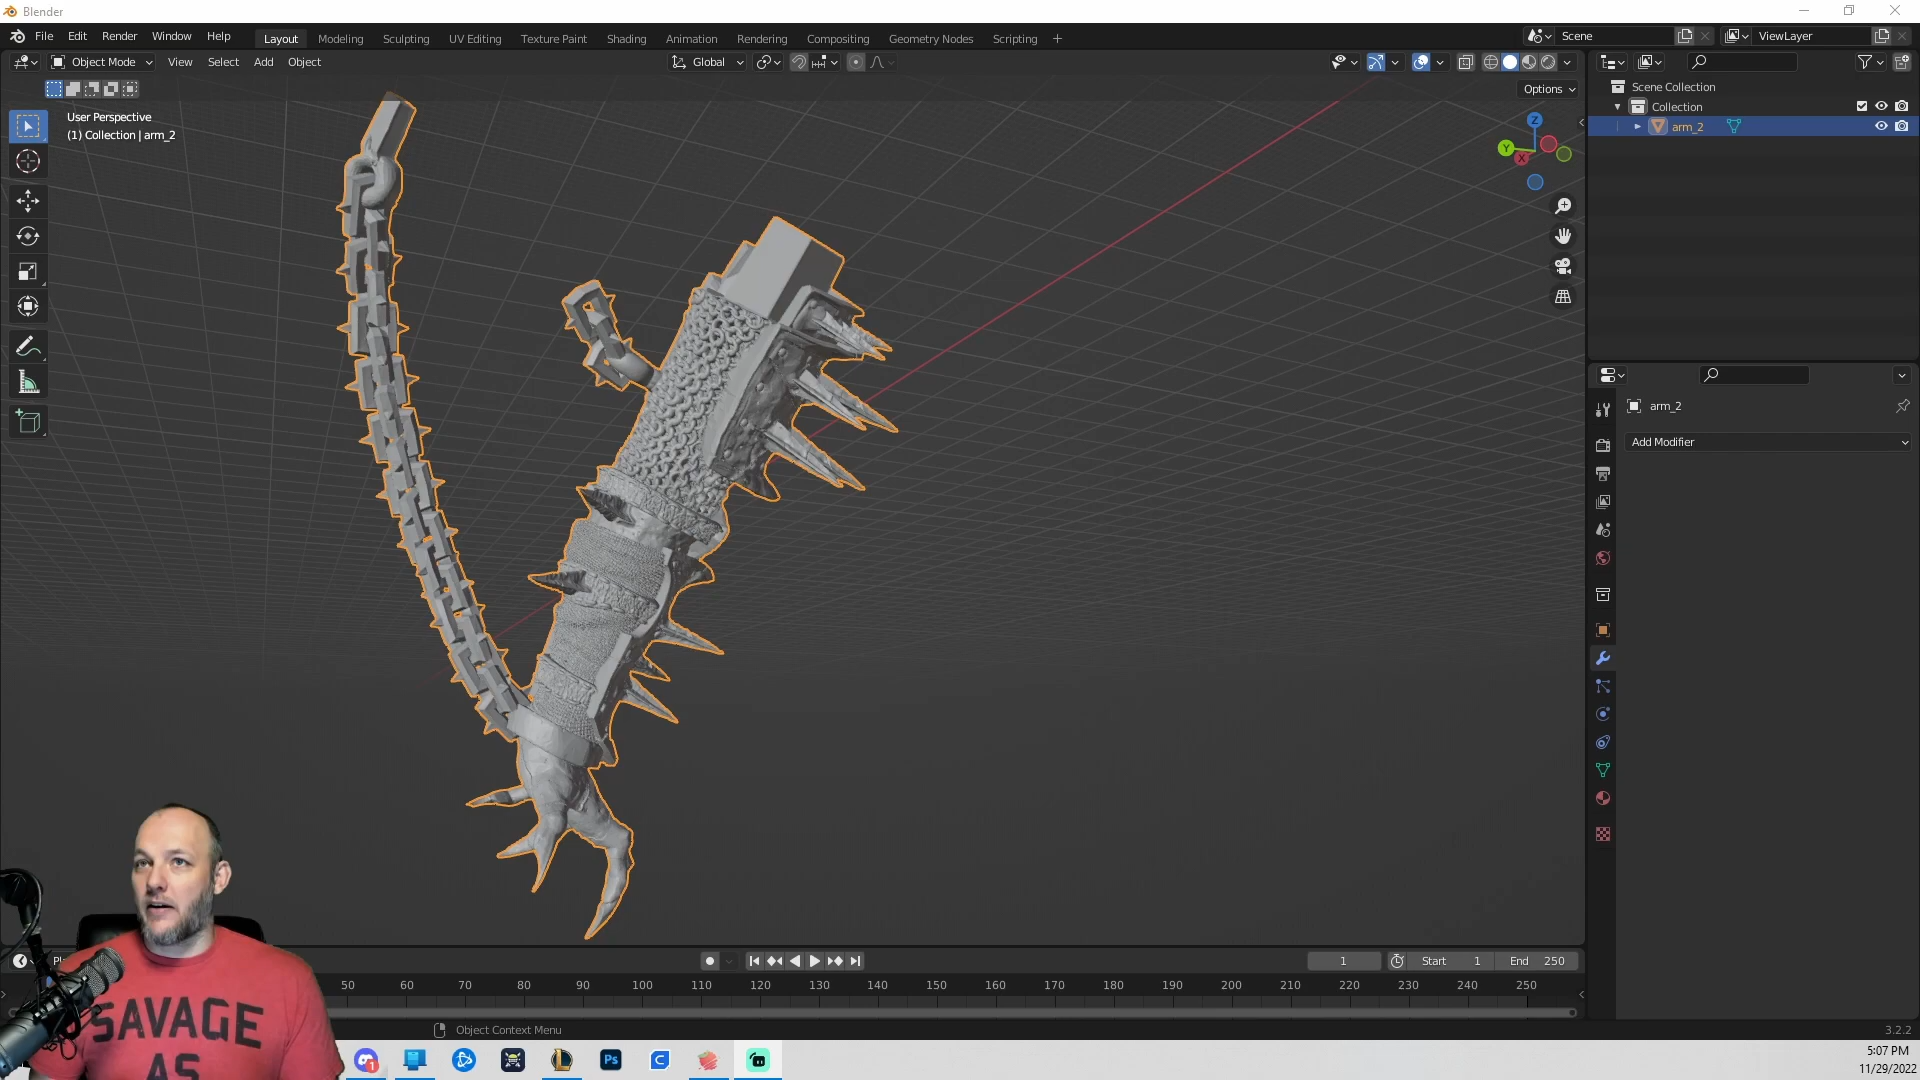 Blender
File Edit Render Window Help
Layout Modeling Sculpting UV Editing Texture Paint Shading Animation Rendering Compositing Geometry Nodes Scripting +
Scene
ViewLayer
Object Mode View Select Add Object
Global
Options
User Perspective
(1) Collection | arm_2
Z
Y
X
Scene Collection
Collection
arm_2
arm_2
Add Modifier
1
Start 1
End 250
50 60 70 80 90 100 110 120 130 140 150 160 170 180 190 200 210 220 230 240 250
Object Context Menu
3.2.2
SAVAGE
AS
1
Ps
C
5:07 PM
11/29/2022